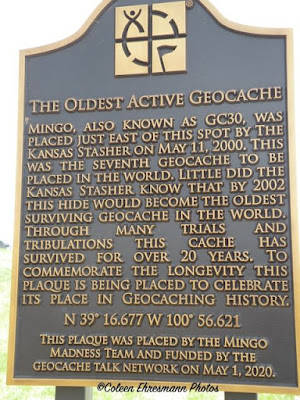 THE OLDEST ACTIVE GEOCACHE
MINGO, ALSO KNOWN AS GC30, WAS
PLACED JUST EAST OF THIS SPOT BY THE
KANSAS STASHER ON MAY 11, 2000. THIS
WAS THE SEVENTH GEOCACHE TO BE
PLACED IN THE WORLD. LITTLE DID THE
KANSAS STASHER KNOW THAT BY 2002
THIS HIDE WOULD BECOME THE OLDEST
SURVIVING GEOCACHE IN THE WORLD.
THROUGH MANY TRIALS AND
TRIBULATIONS THIS CACHE HAS
SURVIVED FOR OVER 20 YEARS. TO
COMMEMORATE THE LONGEVITY THIS
PLAQUE IS BEING PLACED TO CELEBRATE
ITS PLACE IN GEOCACHING HISTORY.
N 39° 16.677 W 100° 56.621
THIS PLAQUE WAS PLACED BY THE MINGO
MADNESS TEAM AND FUNDED BY THE
GEOCACHE TALK NETWORK ON MAY 1, 2020.
©Coleen Ehresmann Photos